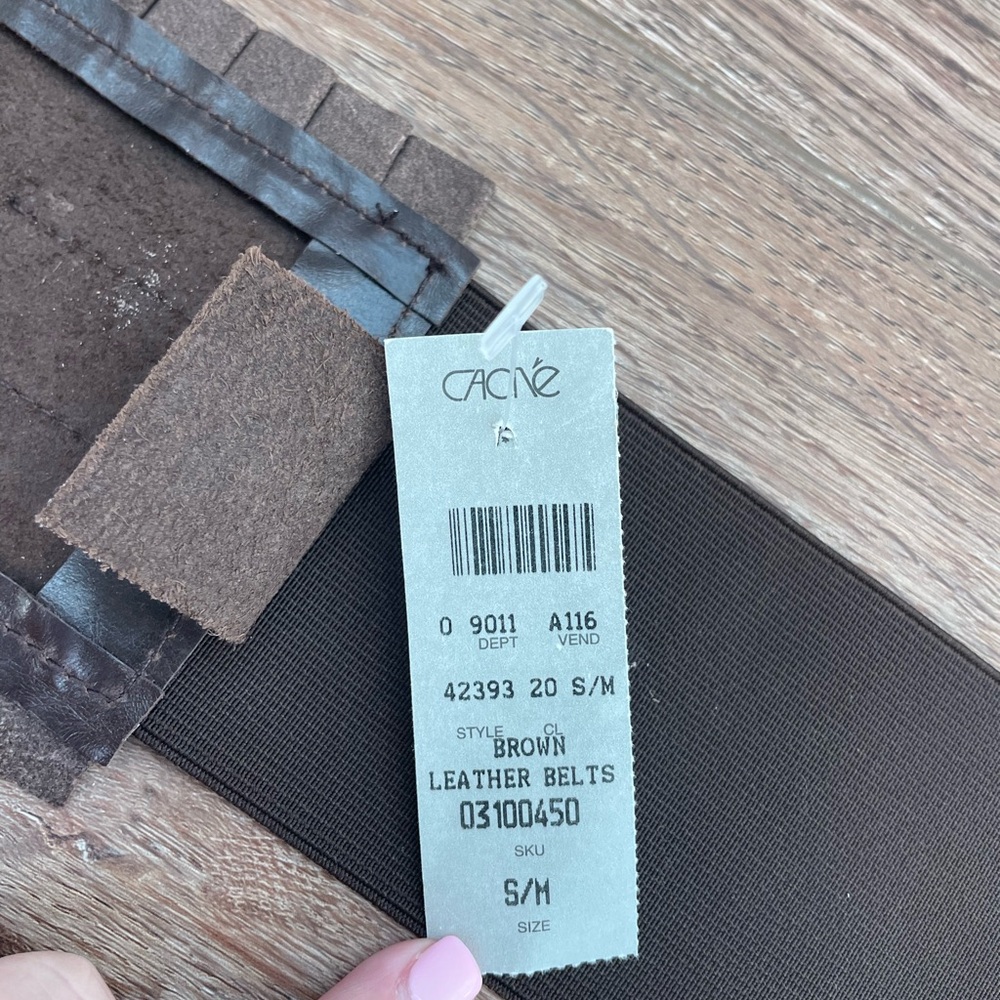 CACHÉ
0 9011 A116
DEPT VEND
42393 20 S/M
STYLE CL
BROWN
LEATHER BELTS
03100450
SKU
S/M
SIZE